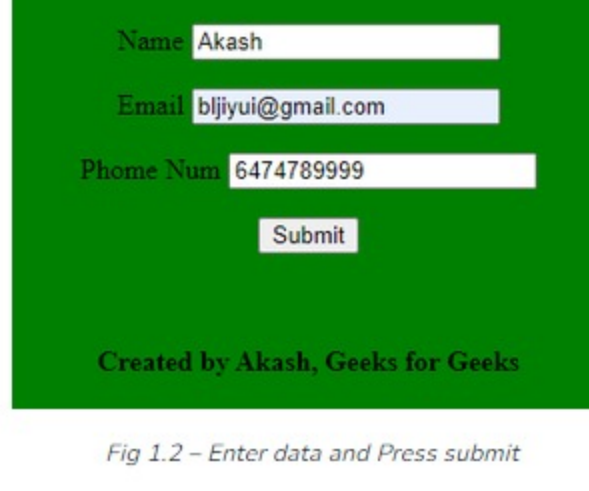 Name Akash
Email bljiyui@gmail.com
Phome Num 6474789999
Submit
Created by Akash, Geeks for Geeks
Fig 1.2 – Enter data and Press submit